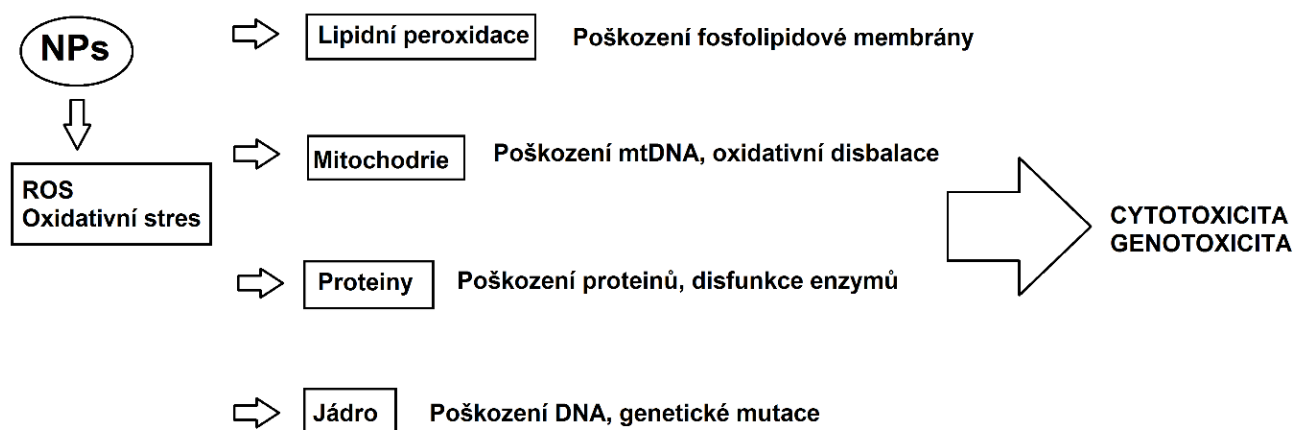 NPs
ROS
Oxidativní stres
Lipidní peroxidace
Poškození fosfolipidové membrány
Mitochodrie
Poškození mtDNA, oxidativní disbalace
Proteiny
Poškození proteinů, disfunkce enzymů
Jádro
Poškození DNA, genetické mutace
CYTOTOXICITA
GENOTOXICITA